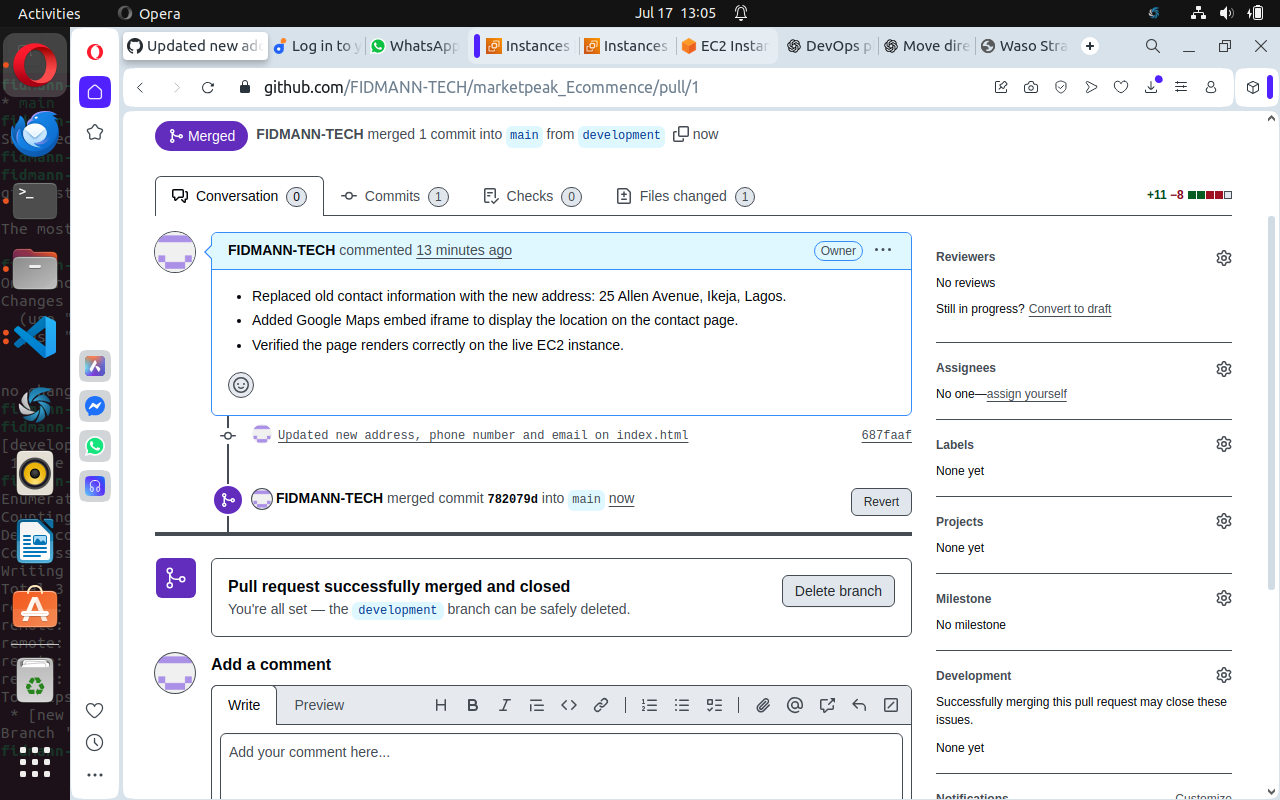 Activities
Opera
Jul 17 13:05
Updated new add
Log in to y
WhatsApp
Instances
Instances
EC2 Instan
DevOps p
Move dire
Waso Stra
github.com/FIDMANN-TECH/marketpeak_Ecommence/pull/1
Merged
FIDMANN-TECH merged 1 commit into main from development now
Conversation 0
Commits 1
Checks 0
Files changed 1
+11 −8
FIDMANN-TECH commented 13 minutes ago
Owner
• Replaced old contact information with the new address: 25 Allen Avenue, Ikeja, Lagos.
• Added Google Maps embed iframe to display the location on the contact page.
• Verified the page renders correctly on the live EC2 instance.
Updated new address, phone number and email on index.html
687faaf
FIDMANN-TECH merged commit 782079d into main now
Revert
Pull request successfully merged and closed
You're all set — the development branch can be safely deleted.
Delete branch
Add a comment
Write
Preview
Add your comment here...
Reviewers
No reviews
Still in progress? Convert to draft
Assignees
No one—assign yourself
Labels
None yet
Projects
None yet
Milestone
No milestone
Development
Successfully merging this pull request may close these
issues.
None yet
Notifications
Customize